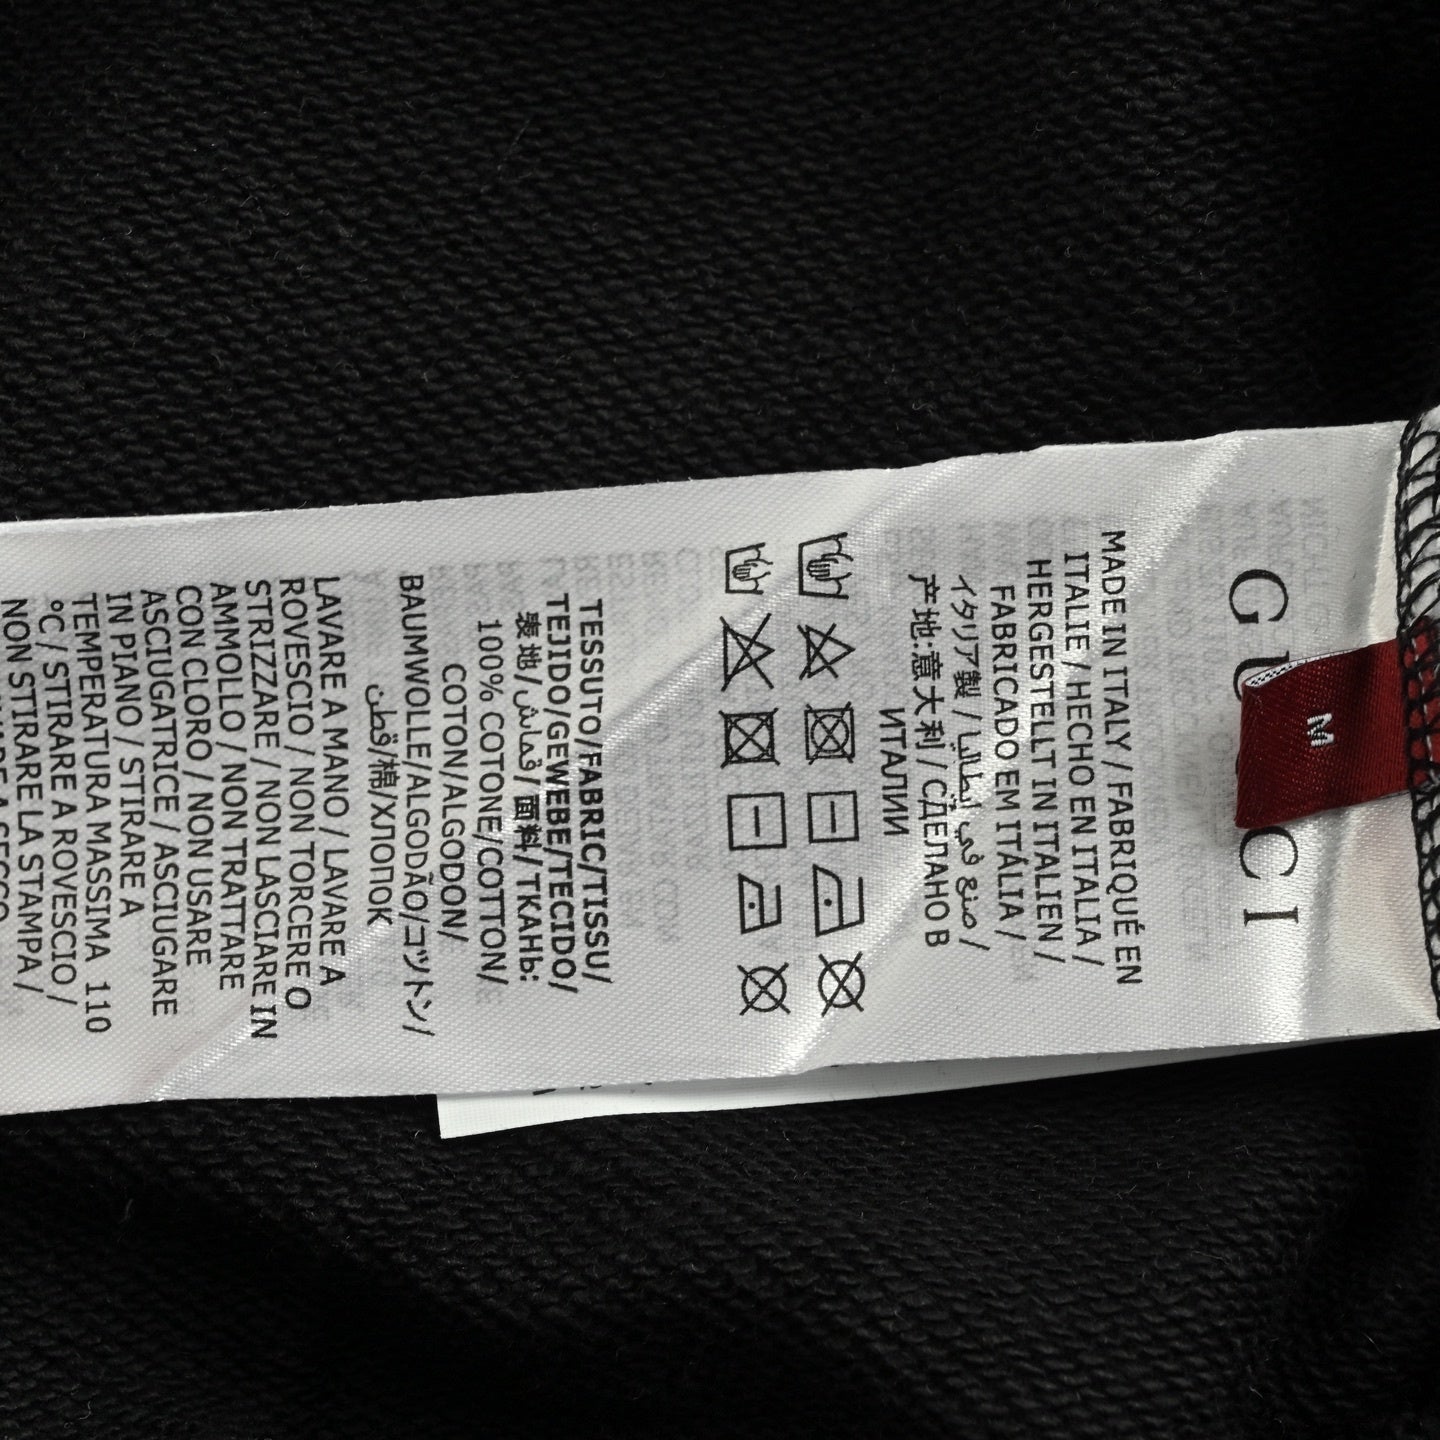 GUCCI
M
MADE IN ITALY / FABRIQUÉ EN
ITALIE / HECHO EN ITALIA /
HERGESTELLT IN ITALIEN /
FABRICADO EM ITÁLIA /
イタリア製 / صنع في إيطاليا /
产地:意大利 / СДЕЛАНО В
ИТАЛИИ
TESSUTO/FABRIC/TISSU/
TEJIDO/GEWEBE/TECIDO/
表地/قماش/面料/ТКАНЬ:
100% COTONE/COTTON/
COTON/ALGODON/
BAUMWOLLE/ALGODÃO/コットン/
قطن/棉/ХЛОПОК
LAVARE A MANO / LAVARE A
ROVESCIO / NON TORCERE O
STRIZZARE / NON LASCIARE IN
AMMOLLO / NON TRATTARE
CON CLORO / NON USARE
ASCIUGATRICE / ASCIUGARE
IN PIANO / STIRARE A
TEMPERATURA MASSIMA 110
°C/ STIRARE A ROVESCIO /
NON STIRARE LA STAMPA /